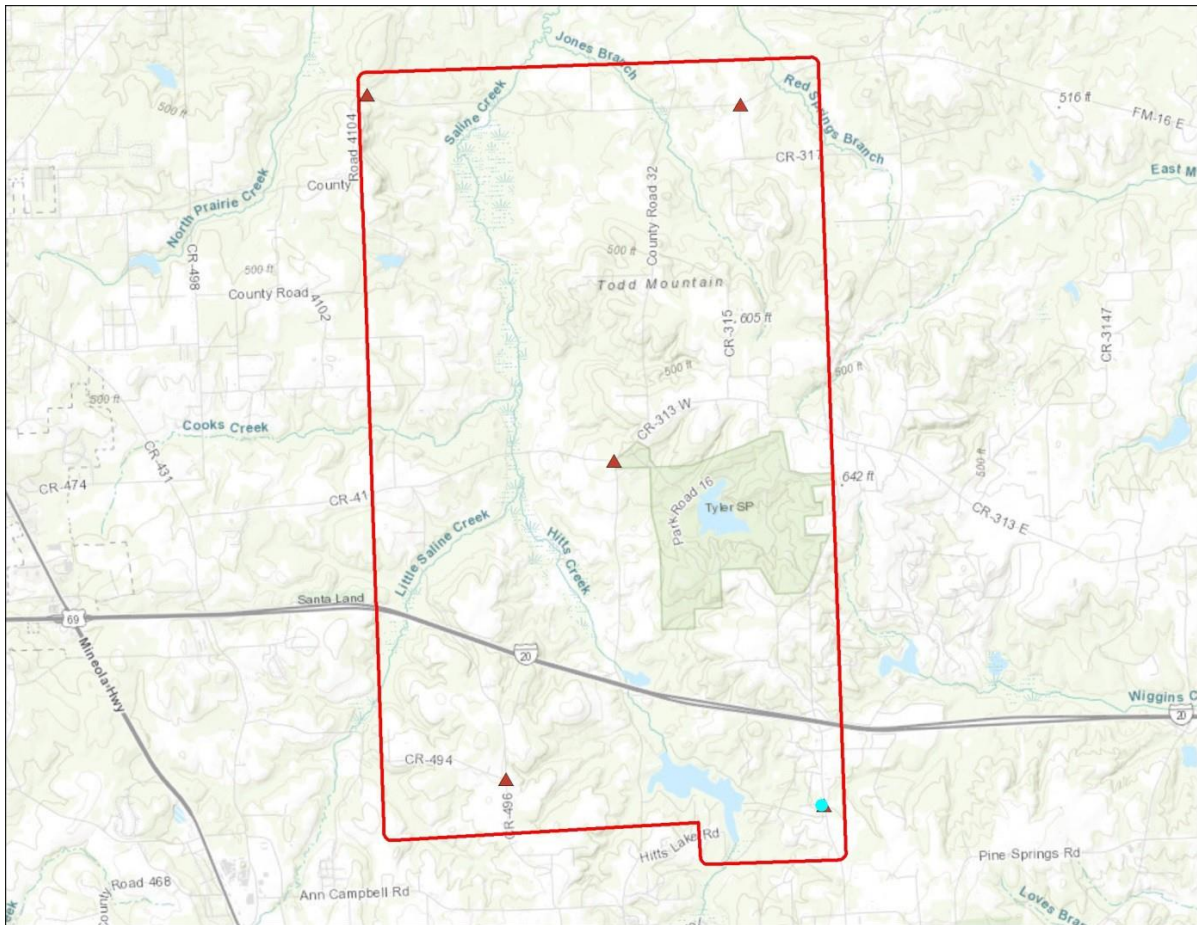 Jones Branch
500 ft
Saline Creek
Red Springs Branch
516 ft
FM-16 E
County Road 4104
CR-317
East M
County
North Prairie Creek
County Road 32
CR-498
500 ft
500 ft
Todd Mountain
County Road 4102
CR-315
605 ft
CR-3147
500 ft
500 ft
500 ft
CR-313 W
Cooks Creek
CR-431
CR-474
CR-41
Park Road 16
Tyler SP
642 ft
500 ft
CR-313 E
Little Saline Creek
Hitts Creek
Santa Land
69
20
Mineola Hwy
Wiggins C
20
CR-494
CR-496
Hitts Lake Rd
Pine Springs Rd
Road 468
Ann Campbell Rd
Loves Bran
eek